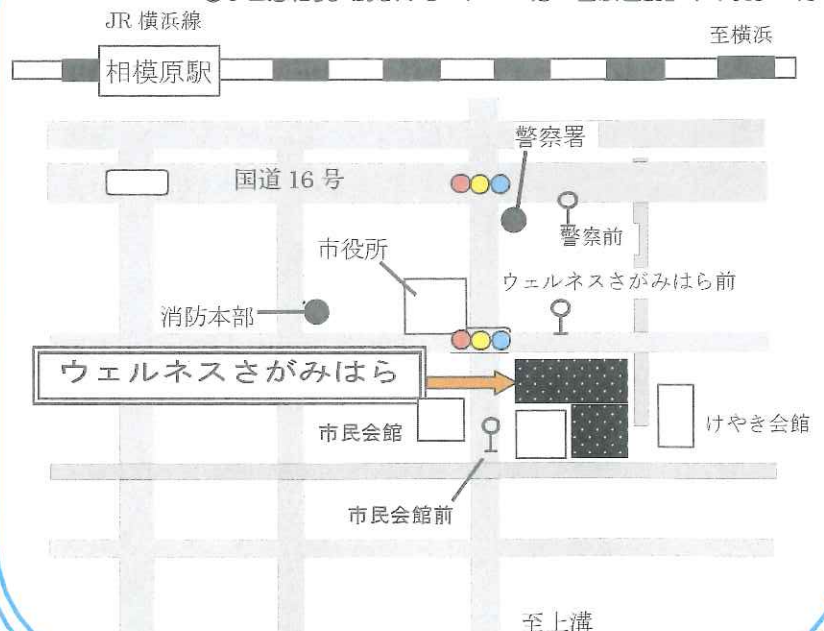 JR 横浜線
至横浜
相模原駅
警察署
国道 16 号
警察前
市役所
ウェルネスさがみはら前
消防本部
ウェルネスさがみはら
市民会館
けやき会館
市民会館前
至上溝